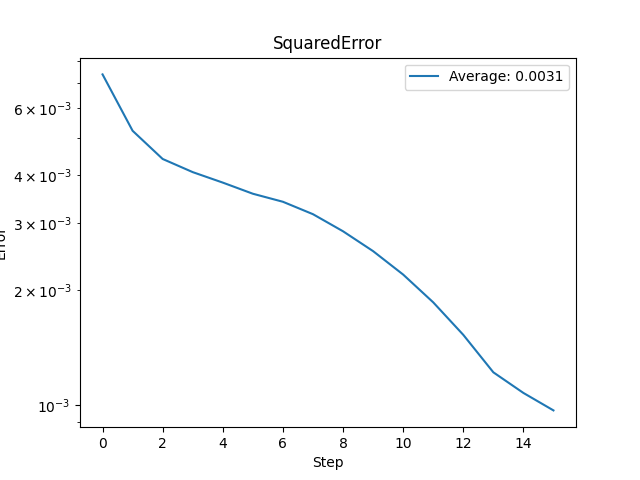 SquaredError
Average: 0.0031
6 × 10⁻³
4 × 10⁻³
3 × 10⁻³
2 × 10⁻³
10⁻³
Error
0 2 4 6 8 10 12 14
Step